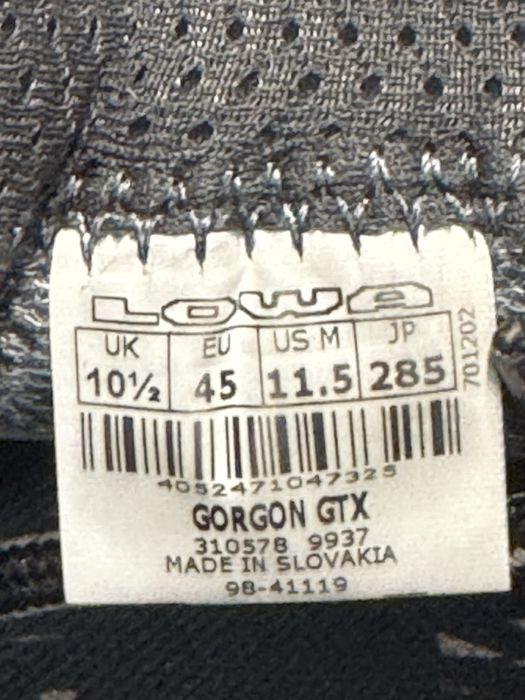 LOWA
UK EU US M JP
10½ 45 11.5 285
701202
4052471047325
GORGON GTX
310578 9937
MADE IN SLOVAKIA
98-41119